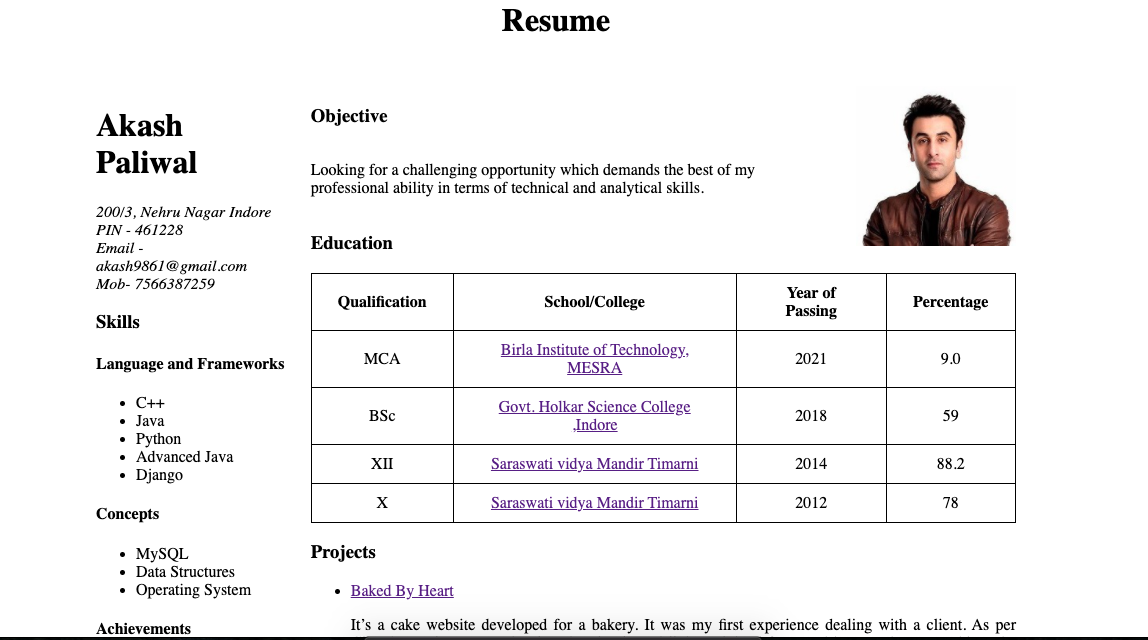 Resume
Akash
Paliwal
200/3, Nehru Nagar Indore
PIN - 461228
Email -
akash9861@gmail.com
Mob- 7566387259
Skills
Language and Frameworks
C++
Java
Python
Advanced Java
Django
Concepts
MySQL
Data Structures
Operating System
Achievements
Objective
Looking for a challenging opportunity which demands the best of my
professional ability in terms of technical and analytical skills.
Education
Qualification School/College Year of Passing Percentage
MCA Birla Institute of Technology, MESRA 2021 9.0
BSc Govt. Holkar Science College ,Indore 2018 59
XII Saraswati vidya Mandir Timarni 2014 88.2
X Saraswati vidya Mandir Timarni 2012 78
Projects
Baked By Heart
It’s a cake website developed for a bakery. It was my first experience dealing with a client. As per